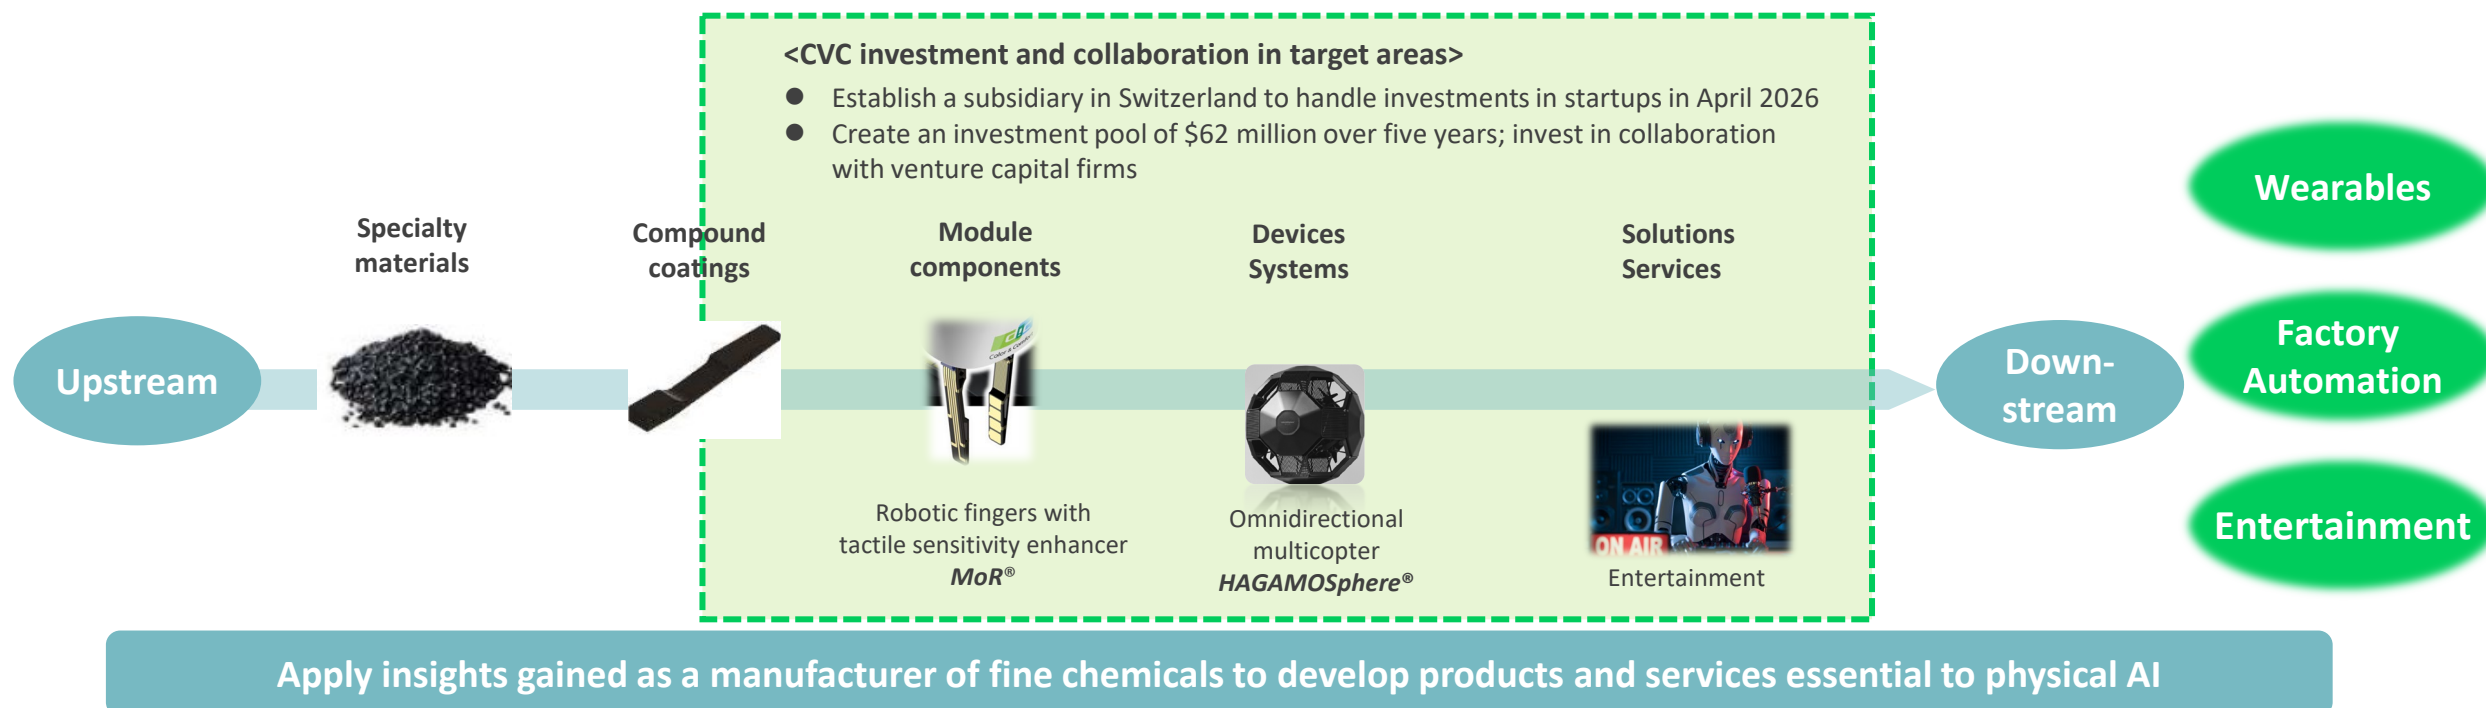 <CVC investment and collaboration in target areas>
● Establish a subsidiary in Switzerland to handle investments in startups in April 2026
● Create an investment pool of $62 million over five years; invest in collaboration
with venture capital firms
Specialty
materials
Compound
coatings
Module
components
Devices
Systems
Solutions
Services
Upstream
Color & Comfort
ON AIR
Down-
stream
Robotic fingers with
tactile sensitivity enhancer
MoR®
Omnidirectional
multicopter
HAGAMOSphere®
Entertainment
Wearables
Factory
Automation
Entertainment
Apply insights gained as a manufacturer of fine chemicals to develop products and services essential to physical AI